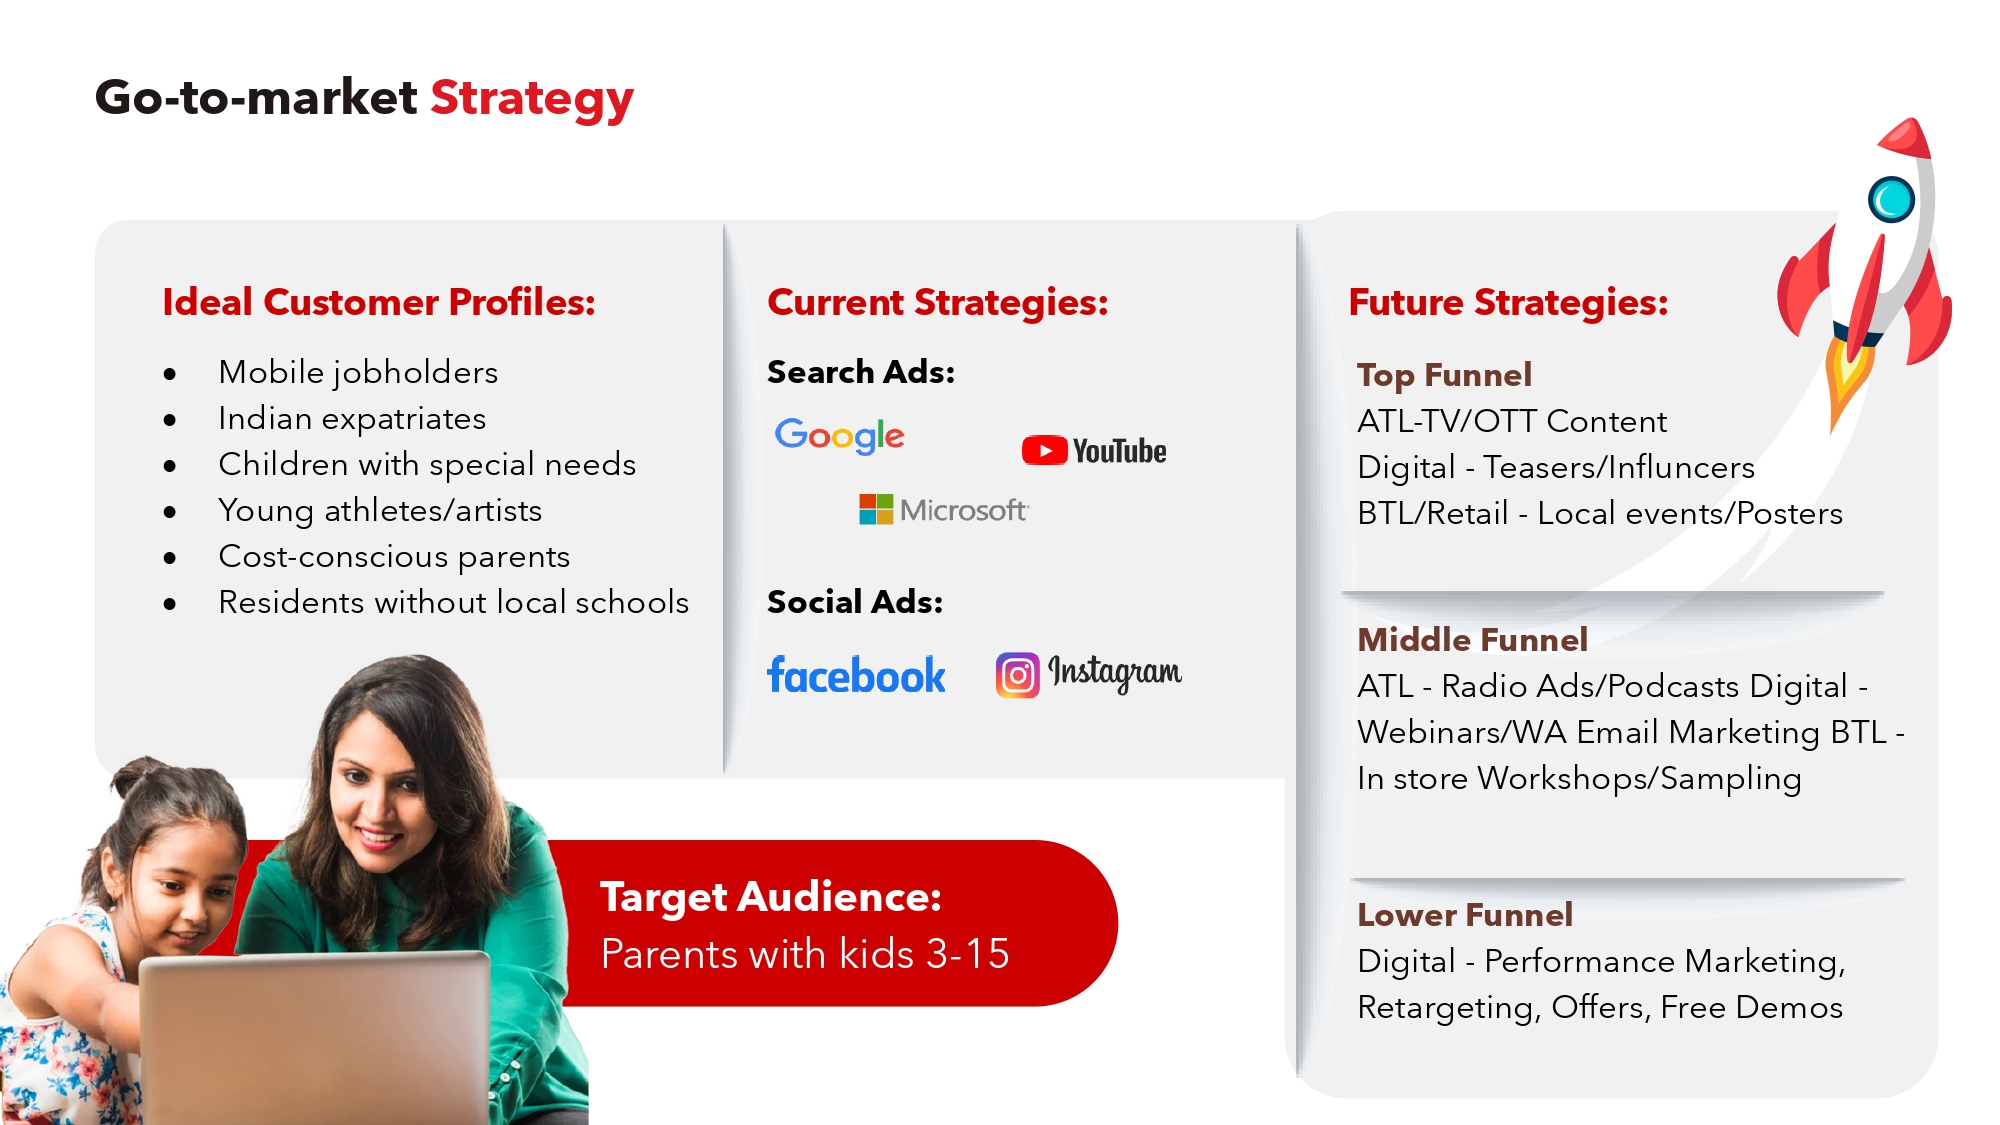 Go-to-market Strategy
Ideal Customer Profiles:
• Mobile jobholders
• Indian expatriates
• Children with special needs
• Young athletes/artists
• Cost-conscious parents
• Residents without local schools
Current Strategies:
Search Ads:
Google
YouTube
Microsoft
Social Ads:
facebook
Instagram
Future Strategies:
Top Funnel
ATL-TV/OTT Content
Digital - Teasers/Influncers
BTL/Retail - Local events/Posters
Middle Funnel
ATL - Radio Ads/Podcasts Digital -
Webinars/WA Email Marketing BTL -
In store Workshops/Sampling
Lower Funnel
Digital - Performance Marketing,
Retargeting, Offers, Free Demos
Target Audience:
Parents with kids 3-15